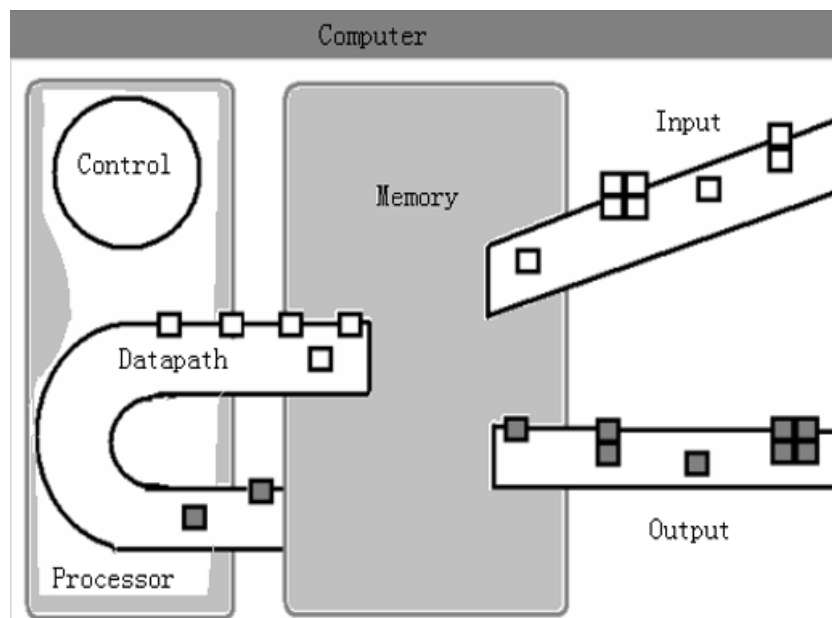 Computer
Control
Memory
Input
Datapath
Processor
Output